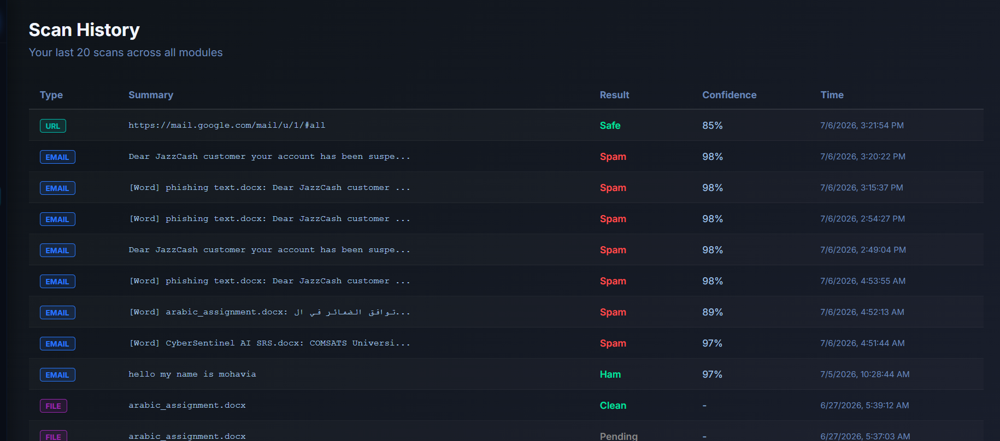 Scan History
Your last 20 scans across all modules
Type Summary Result Confidence Time
URL https://mail.google.com/mail/u/1/#all Safe 85% 7/6/2026, 3:21:54 PM
EMAIL Dear JazzCash customer your account has been suspe... Spam 98% 7/6/2026, 3:20:22 PM
EMAIL [Word] phishing text.docx: Dear JazzCash customer ... Spam 98% 7/6/2026, 3:15:37 PM
EMAIL [Word] phishing text.docx: Dear JazzCash customer ... Spam 98% 7/6/2026, 2:54:27 PM
EMAIL Dear JazzCash customer your account has been suspe... Spam 98% 7/6/2026, 2:49:04 PM
EMAIL [Word] phishing text.docx: Dear JazzCash customer ... Spam 98% 7/6/2026, 4:53:55 AM
EMAIL [Word] arabic_assignment.docx: توافق الضمائر في ال... Spam 89% 7/6/2026, 4:52:13 AM
EMAIL [Word] CyberSentinel AI SRS.docx: COMSATS Universi... Spam 97% 7/6/2026, 4:51:44 AM
EMAIL hello my name is mohavia Ham 97% 7/5/2026, 10:28:44 AM
FILE arabic_assignment.docx Clean - 6/27/2026, 5:39:12 AM
FILE arabic_assignment.docx Pending - 6/27/2026, 5:37:03 AM